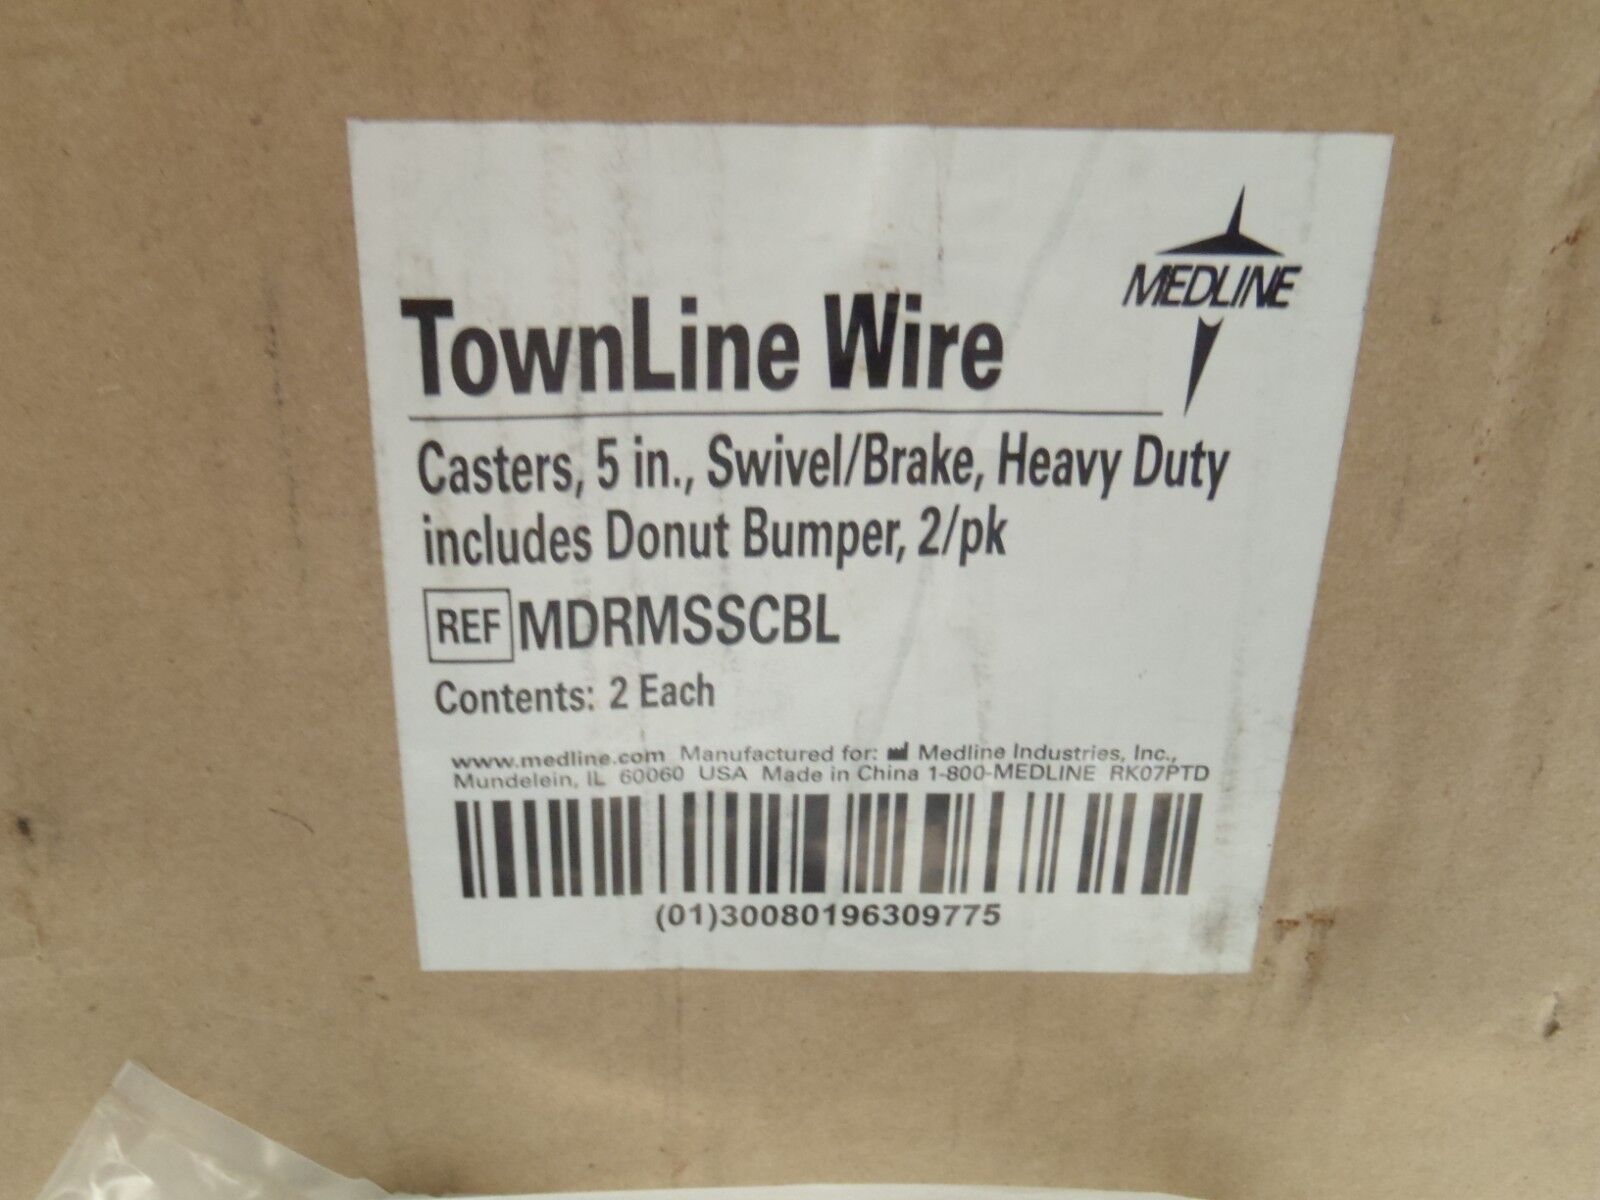 MEDLINE
TownLine Wire
Casters, 5 in., Swivel/Brake, Heavy Duty
includes Donut Bumper, 2/pk
REF MDRMSSCBL
Contents: 2 Each
www.medline.com Manufactured for: Medline Industries, Inc.,
Mundelein, IL 60060 USA Made in China 1-800-MEDLINE RK07PTD
(01)30080196309775